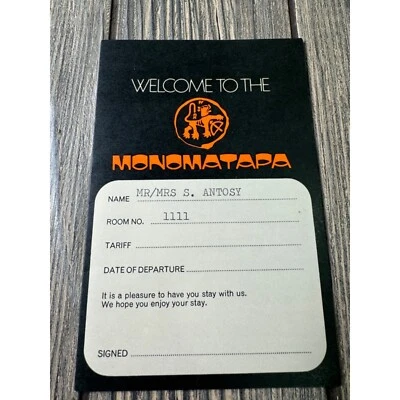 WELCOME TO THE
MONOMATAPA
NAME MR/MRS S. ANTOSY
ROOM NO. 1111
TARIFF
DATE OF DEPARTURE
It is a pleasure to have you stay with us.
We hope you enjoy your stay.
SIGNED